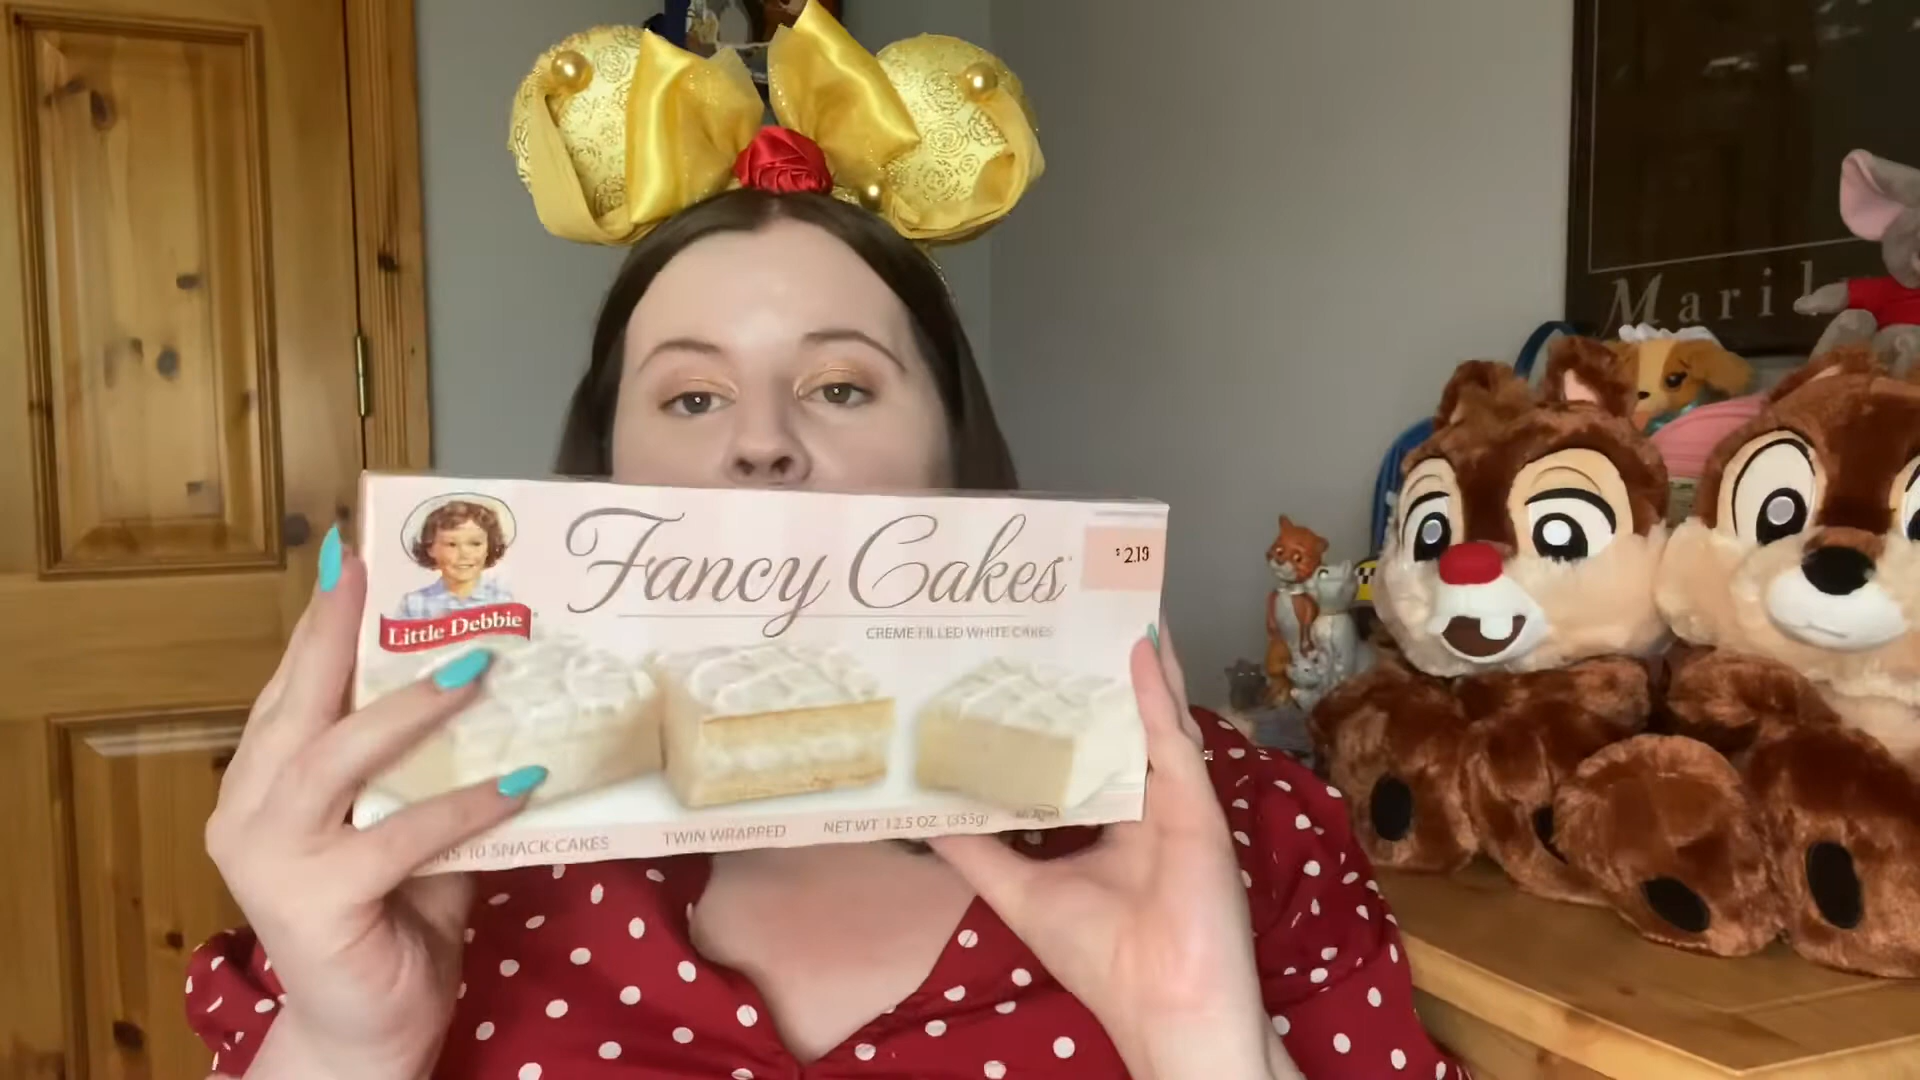 Fancy Cakes
$2.19
Little Debbie
CREME FILLED WHITE CAKES
10 SNACK CAKES
TWIN WRAPPED
NET WT 12.5 OZ. (355g)
Maril